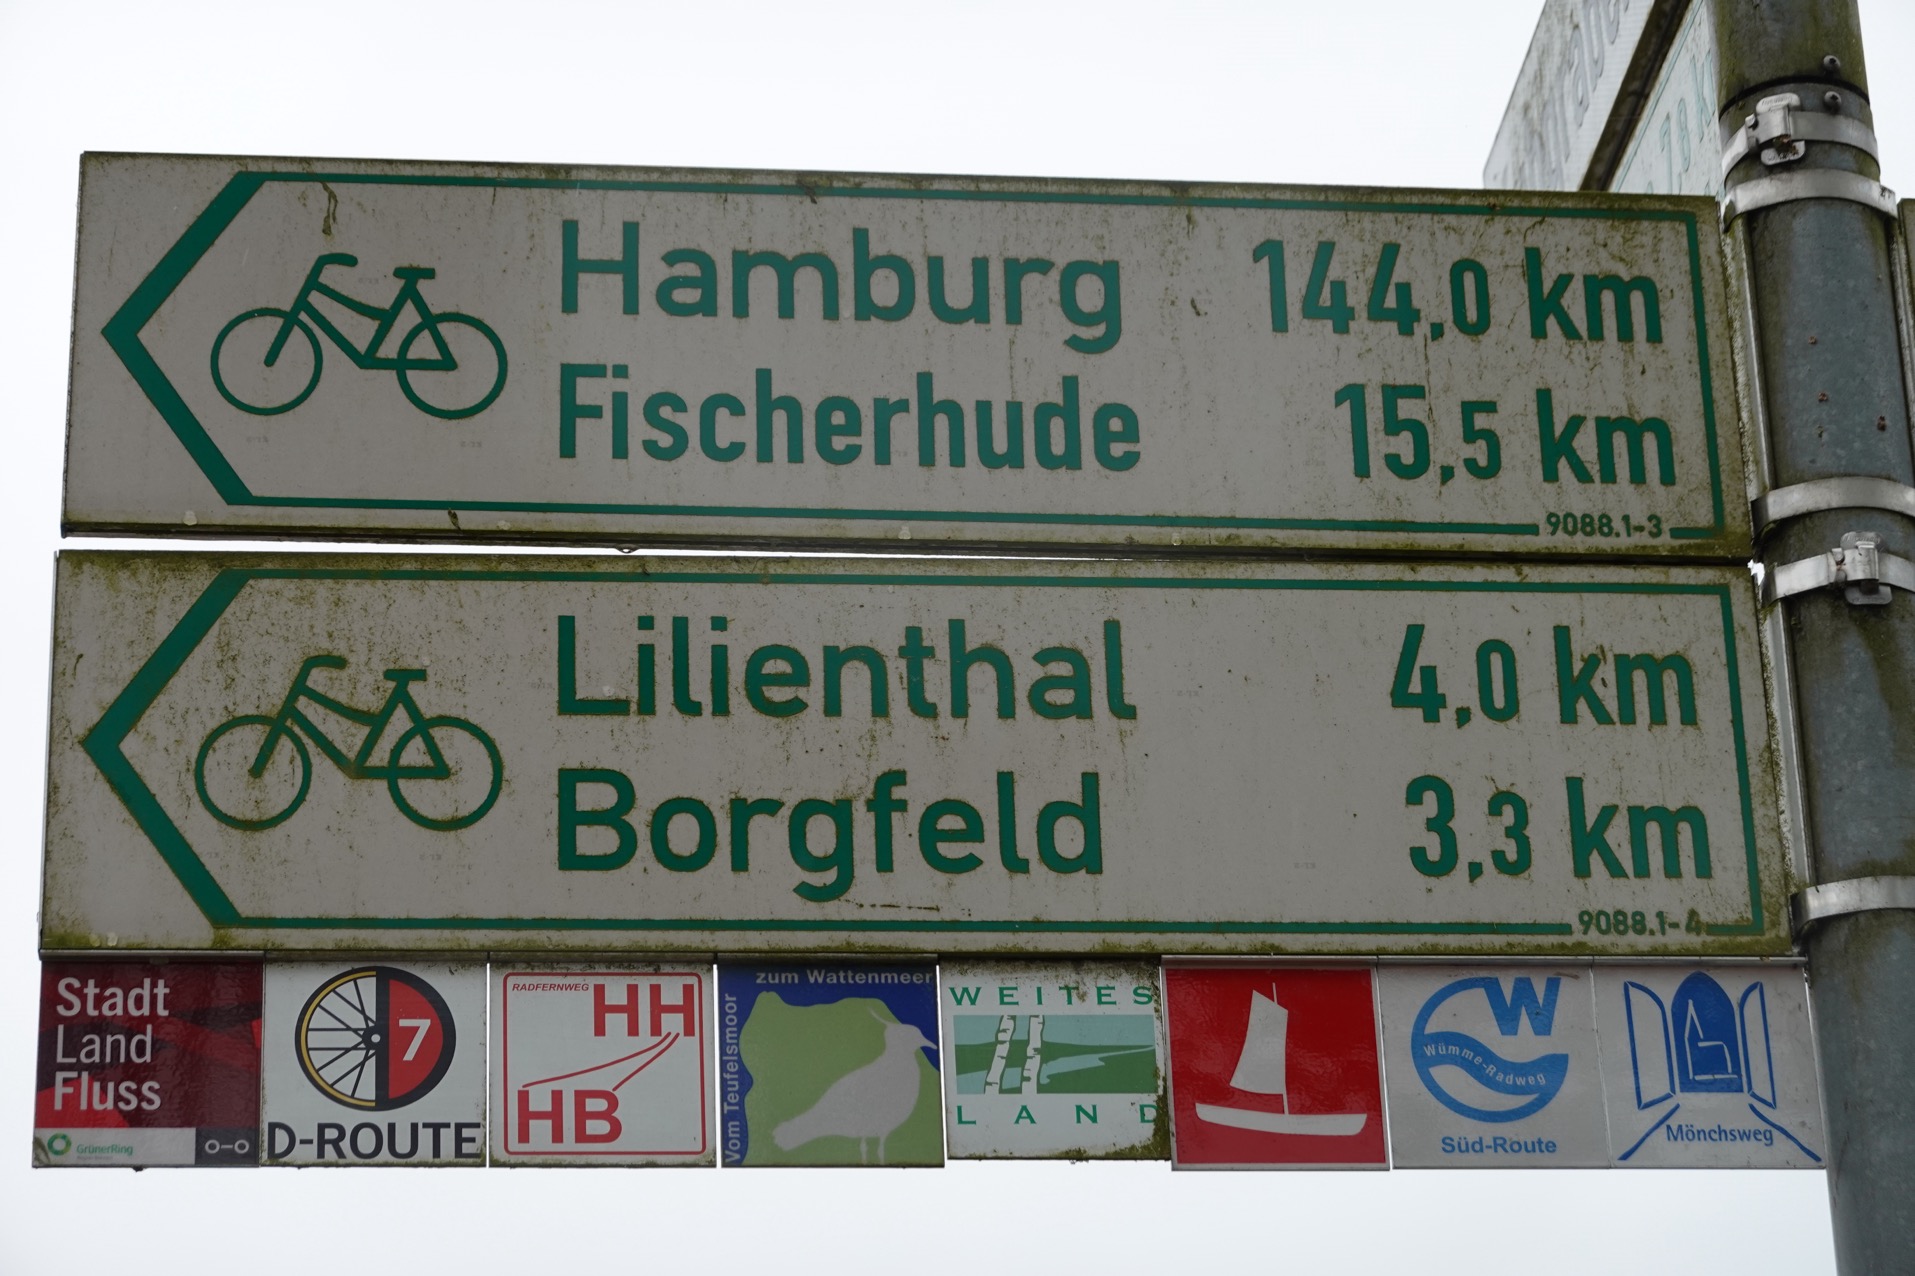 Hamburg 144,0 km
Fischerhude 15,5 km
9088.1-3
Lilienthal 4,0 km
Borgfeld 3,3 km
9088.1-4
Stadt
Land
Fluss
GrünerRing
7
D-ROUTE
RADFERNWEG
HH
HB
Vom Teufelsmoor
zum Wattenmeer
WEITES
LAND
W
Wümme-Radweg
Süd-Route
Mönchsweg